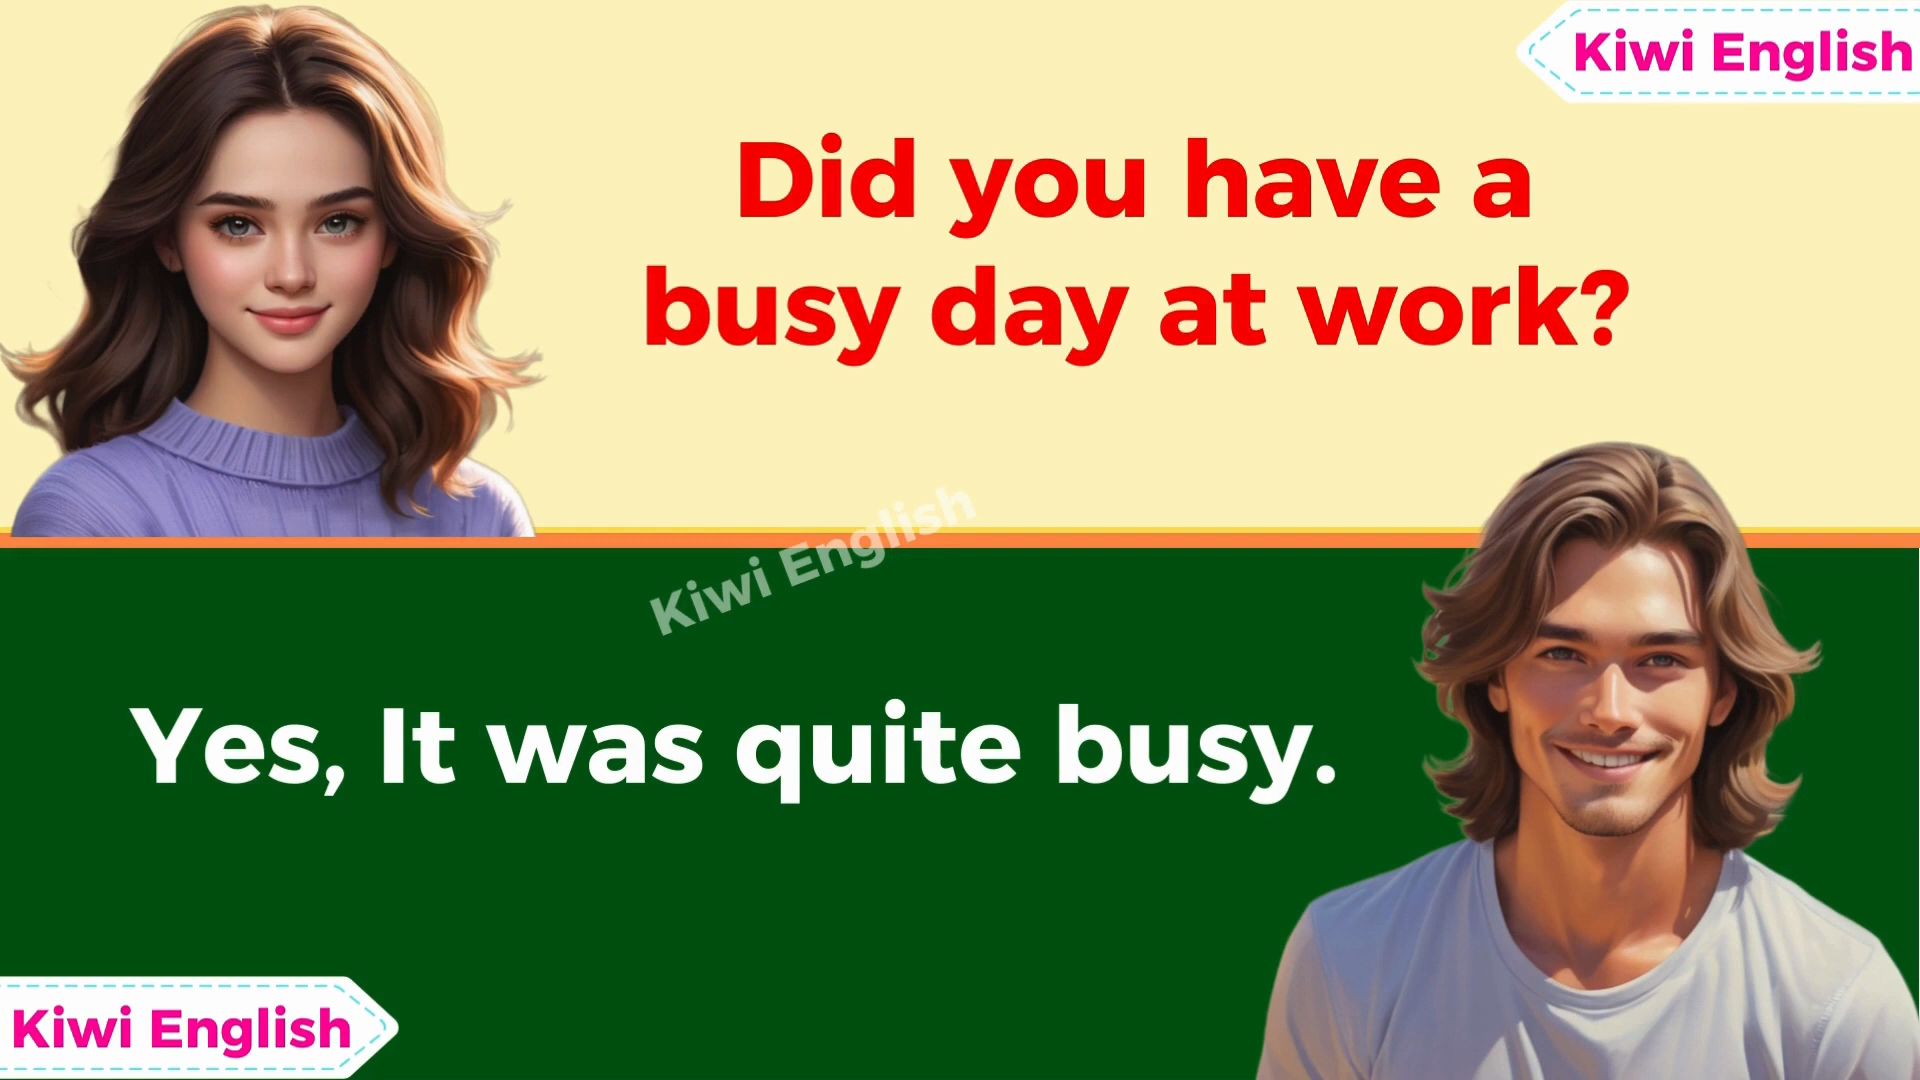 Kiwi English
Did you have a
busy day at work?
Kiwi English
Yes, It was quite busy.
Kiwi English